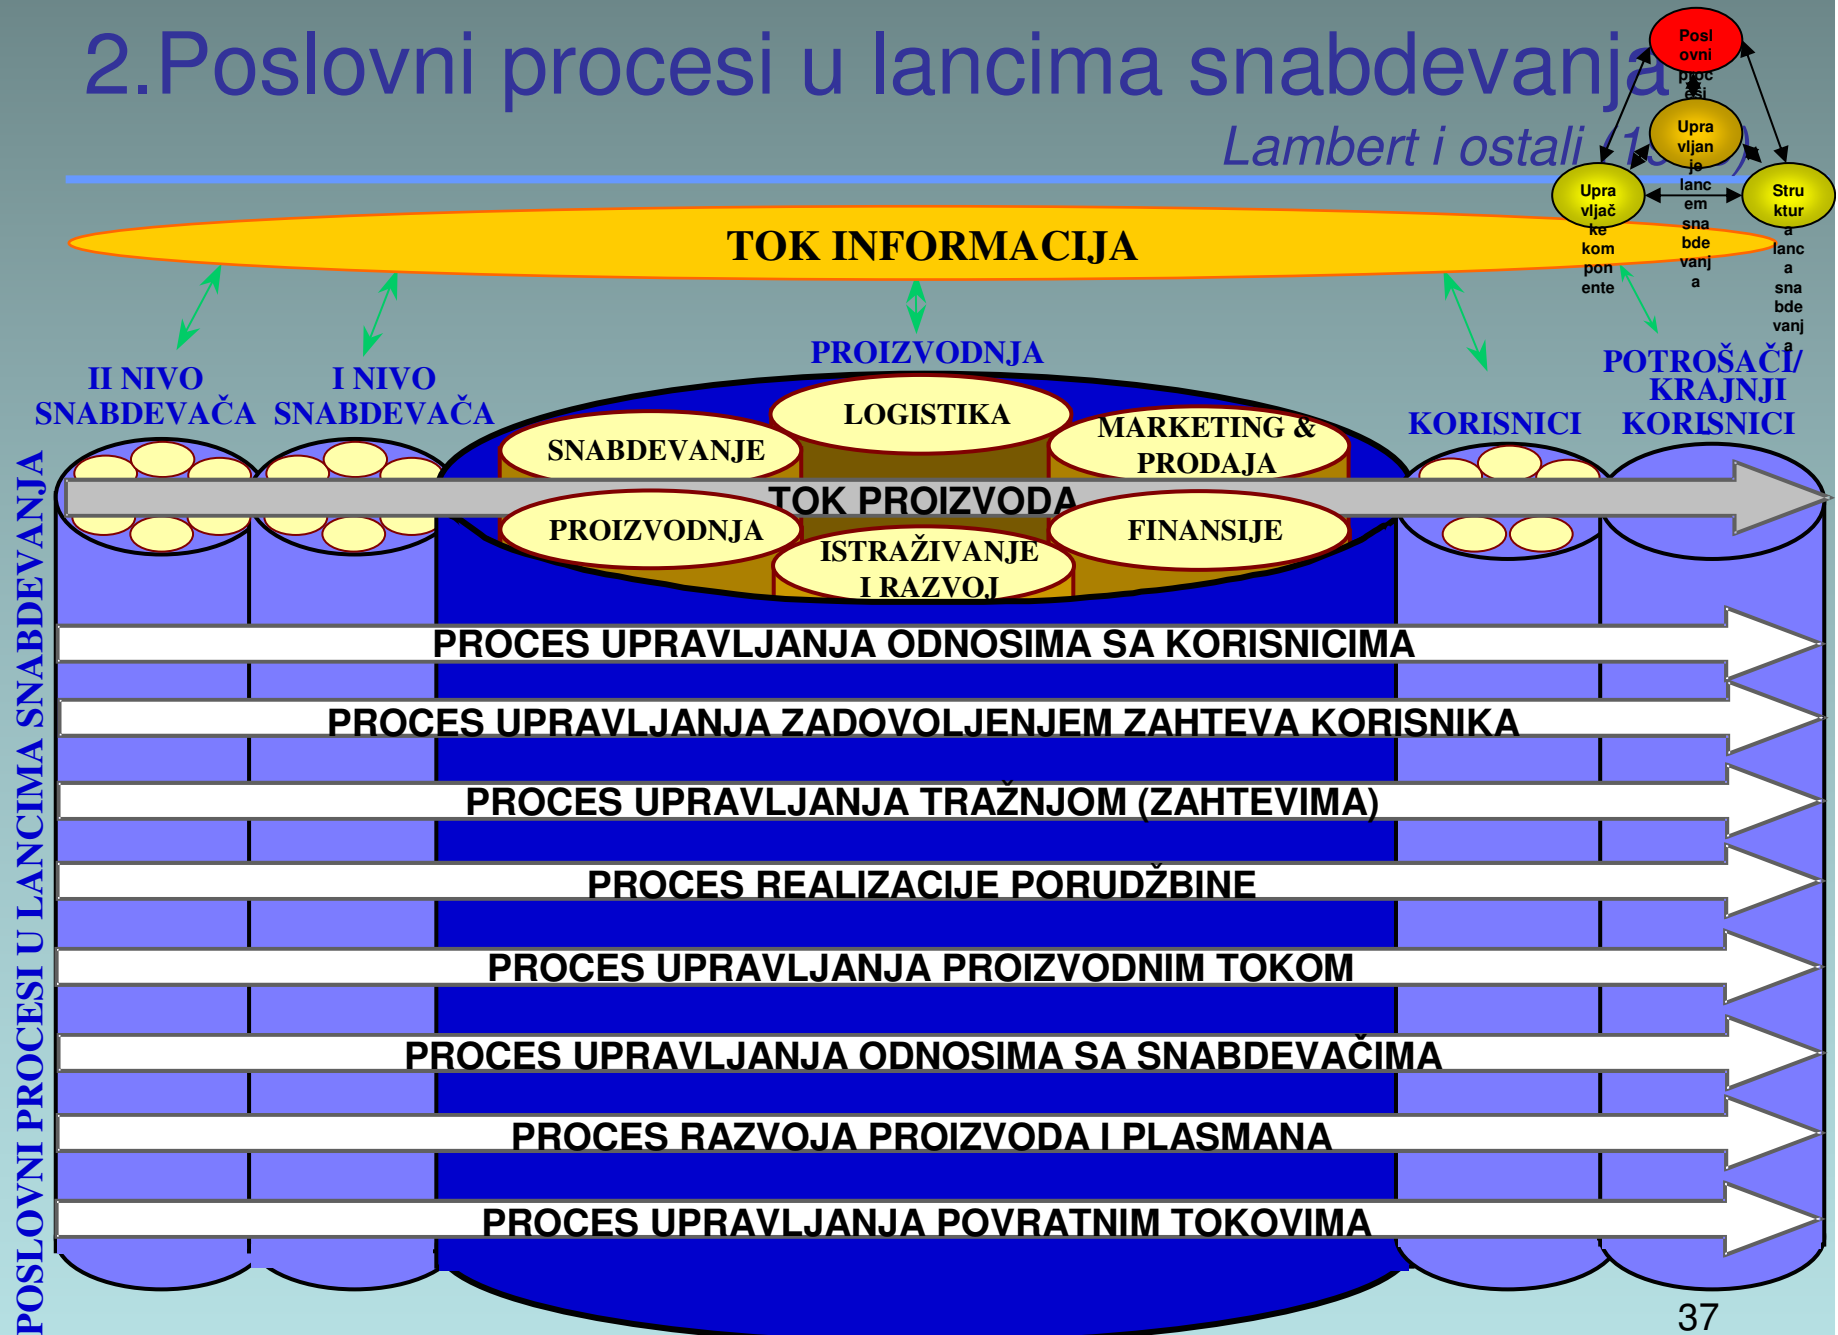 2.Poslovni procesi u lancima snabdevanja
Lambert i ostali
Posl
ovni
proc
esi
Upra
vljan
je
lanc
em
sna
bde
vanj
a
Upra
vljač
ke
kom
pon
ente
Stru
ktur
a
lanc
a
sna
bde
vanj
a
TOK INFORMACIJA
II NIVO
SNABDEVAČA
I NIVO
SNABDEVAČA
PROIZVODNJA
KORISNICI
POTROŠAČI/
KRAJNJI
KORISNICI
LOGISTIKA
SNABDEVANJE
MARKETING &
PRODAJA
TOK PROIZVODA
PROIZVODNJA
ISTRAŽIVANJE
I RAZVOJ
FINANSIJE
POSLOVNI PROCESI U LANCIMA SNABDEVANJA
PROCES UPRAVLJANJA ODNOSIMA SA KORISNICIMA
PROCES UPRAVLJANJA ZADOVOLJENJEM ZAHTEVA KORISNIKA
PROCES UPRAVLJANJA TRAŽNJOM (ZAHTEVIMA)
PROCES REALIZACIJE PORUDŽBINE
PROCES UPRAVLJANJA PROIZVODNIM TOKOM
PROCES UPRAVLJANJA ODNOSIMA SA SNABDEVAČIMA
PROCES RAZVOJA PROIZVODA I PLASMANA
PROCES UPRAVLJANJA POVRATNIM TOKOVIMA
37